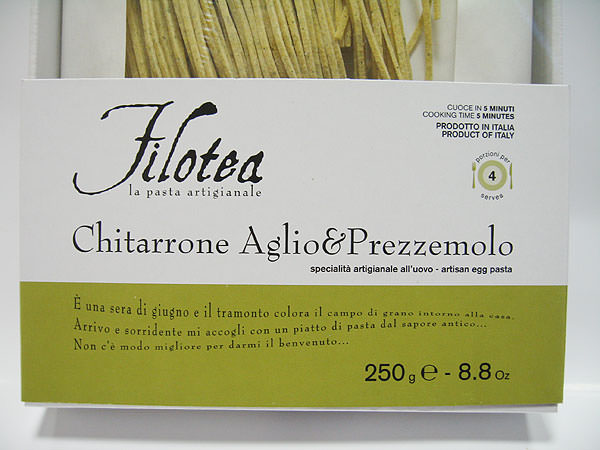 Filotea
la pasta artigianale
CUOCE IN 5 MINUTI
COOKING TIME 5 MINUTES
PRODOTTO IN ITALIA
PRODUCT OF ITALY
porzioni per
4
serves
Chitarrone Aglio&Prezzemolo
specialità artigianale all'uovo - artisan egg pasta
È una sera di giugno e il tramonto colora il campo di grano intorno alla casa.
Arrivo e sorridente mi accogli con un piatto di pasta dal sapore antico...
Non c'è modo migliore per darmi il benvenuto...
250 g ℮ - 8.8 Oz